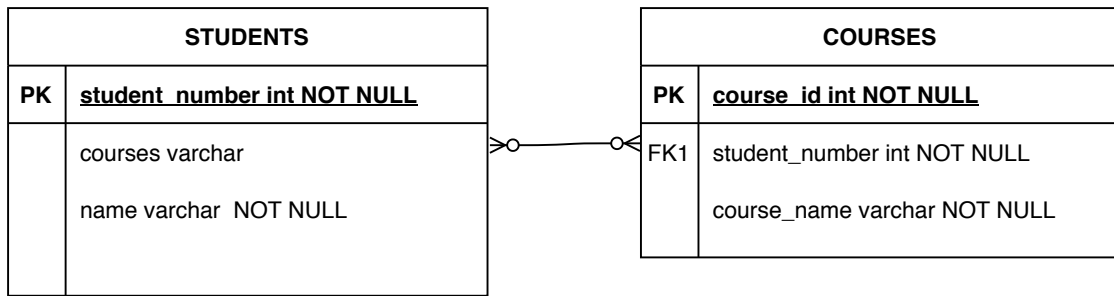 STUDENTS
PK student_number int NOT NULL
courses varchar
name varchar NOT NULL
COURSES
PK course_id int NOT NULL
FK1 student_number int NOT NULL
course_name varchar NOT NULL